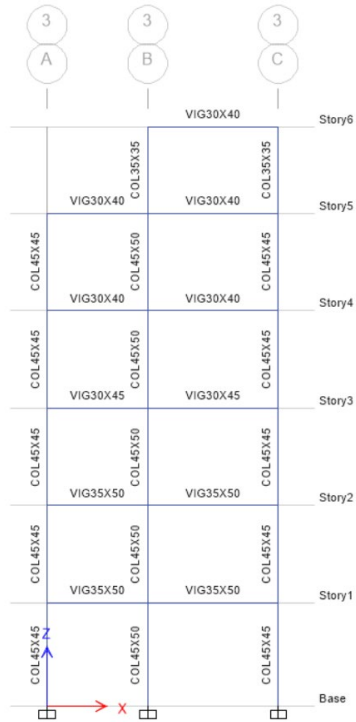 3 3 3
A B C
VIG30X40
Story6
COL35X35 COL35X35
VIG30X40 VIG30X40
Story5
COL45X45 COL45X50 COL45X45
VIG30X40 VIG30X40
Story4
COL45X45 COL45X50 COL45X45
VIG30X45 VIG30X45
Story3
COL45X45 COL45X50 COL45X45
VIG35X50 VIG35X50
Story2
COL45X45 COL45X50 COL45X45
VIG35X50 VIG35X50
Story1
COL45X45 COL45X50 COL45X45
Z
Base
X